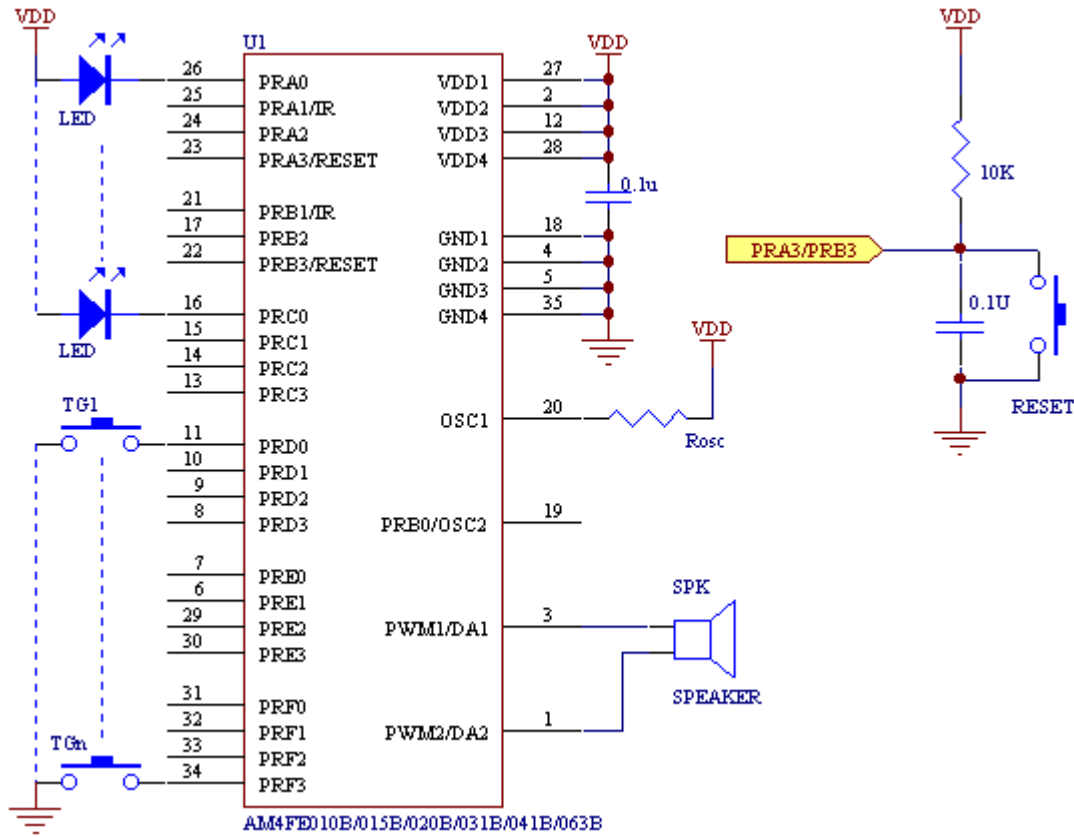 VDD
U1
VDD
VDD
LED
26 PRA0
25 PRA1/IR
24 PRA2
23 PRA3/RESET
21 PRB1/IR
17 PRB2
22 PRB3/RESET
LED
16 PRC0
15 PRC1
14 PRC2
13 PRC3
TG1
11 PRD0
10 PRD1
9 PRD2
8 PRD3
7 PRE0
6 PRE1
29 PRE2
30 PRE3
31 PRF0
32 PRF1
33 PRF2
34 PRF3
TGn
VDD1 27
VDD2 2
VDD3 12
VDD4 28
0.1u
GND1 18
GND2 4
GND3 5
GND4 35
VDD
OSC1 20
Rosc
PRB0/OSC2 19
PWM1/DA1 3
SPK
SPEAKER
PWM2/DA2 1
AM4FE010B/015B/020B/031B/041B/063B
10K
PRA3/PRB3
0.1U
RESET